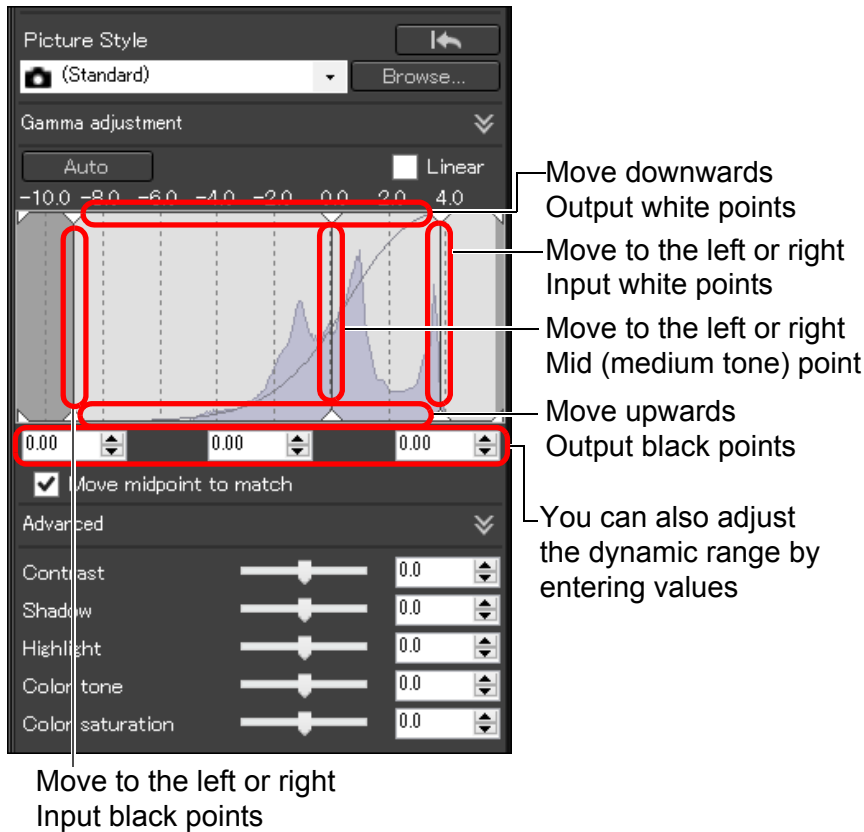 Picture Style
(Standard)
Browse...
Gamma adjustment
Auto
Linear
-10.0 -8.0 -6.0 -4.0 -2.0 0.0 2.0 4.0
0.00 0.00 0.00
Move midpoint to match
Advanced
Contrast 0.0
Shadow 0.0
Highlight 0.0
Color tone 0.0
Color saturation 0.0
Move downwards
Output white points
Move to the left or right
Input white points
Move to the left or right
Mid (medium tone) point
Move upwards
Output black points
You can also adjust
the dynamic range by
entering values
Move to the left or right
Input black points